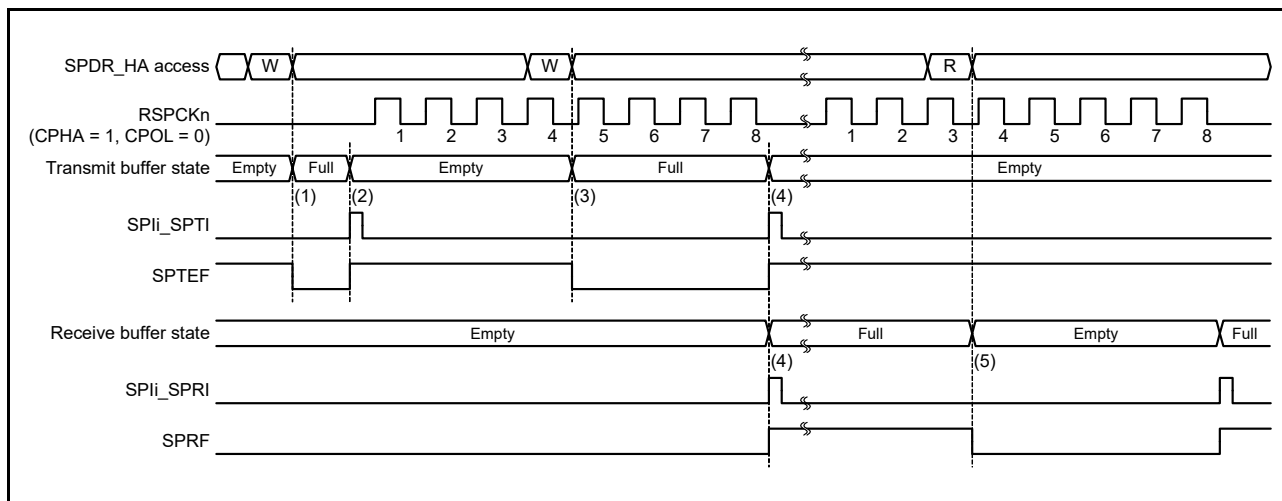 SPDR_HA access W W R
RSPCKn
(CPHA = 1, CPOL = 0) 1 2 3 4 5 6 7 8 1 2 3 4 5 6 7 8
Transmit buffer state Empty Full Empty Full Empty
(1) (2) (3) (4)
SPIi_SPTI
SPTEF
Receive buffer state Empty Full Empty Full
(4) (5)
SPIi_SPRI
SPRF